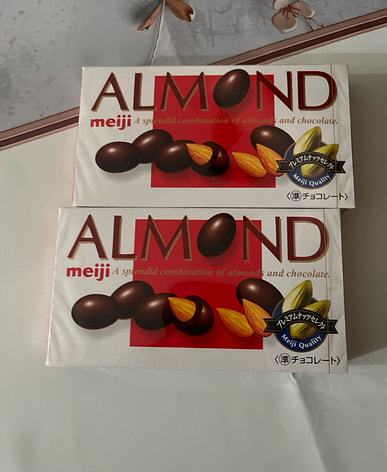 ALMOND
meiji A splendid combination of almonds and chocolate.
プレミアムナッツセレクト
Meiji Quality
〈準チョコレート〉
ALMOND
meiji A splendid combination of almonds and chocolate.
プレミアムナッツセレクト
Meiji Quality
〈準チョコレート〉